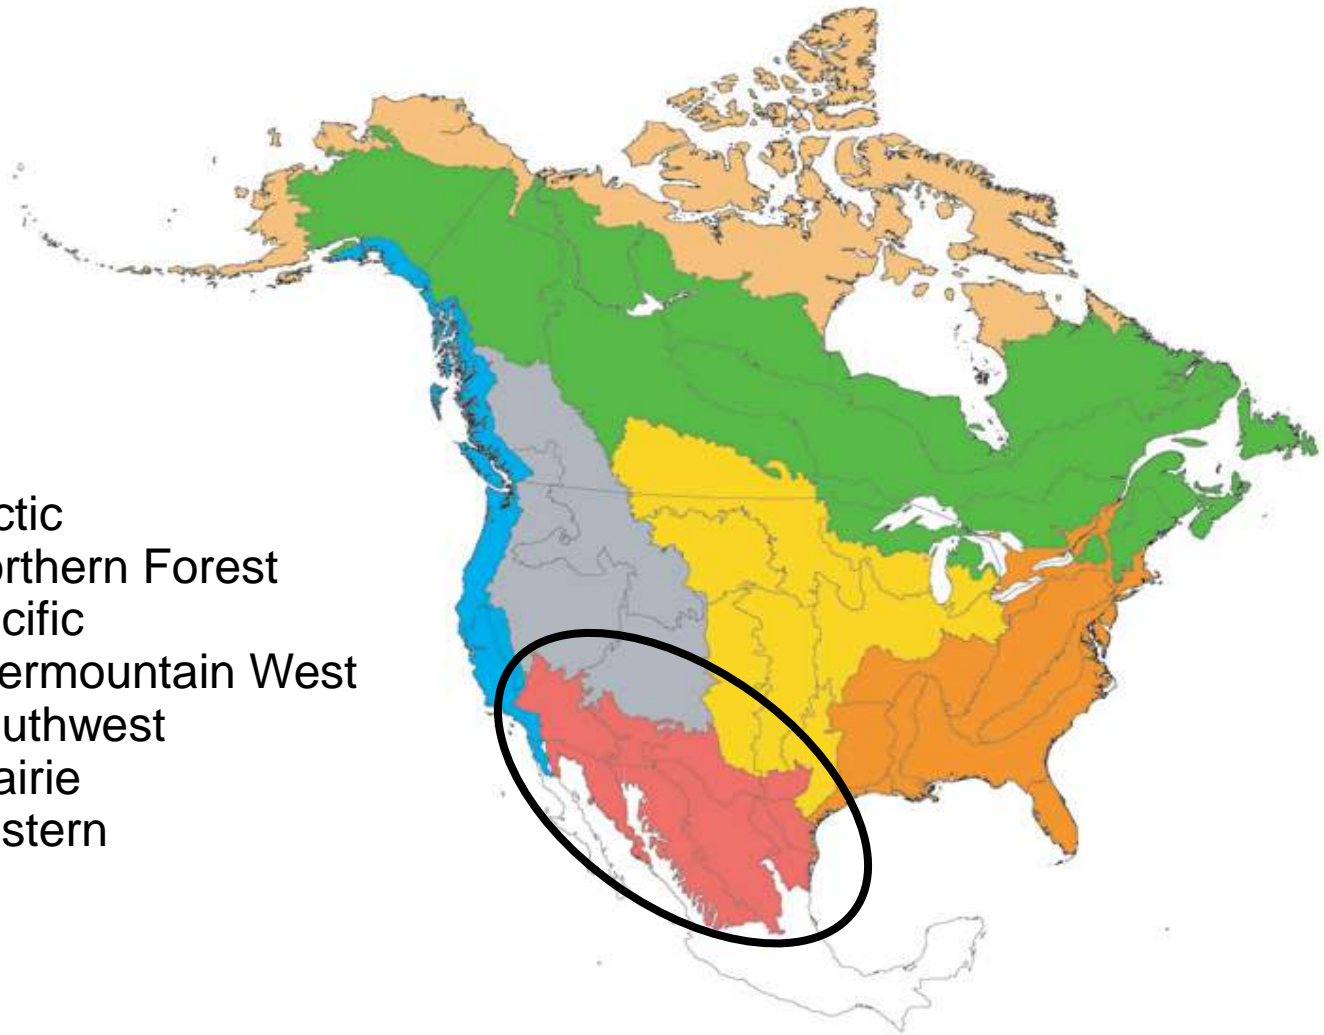 ctic
orthern Forest
cific
ermountain West
uthwest
airie
stern